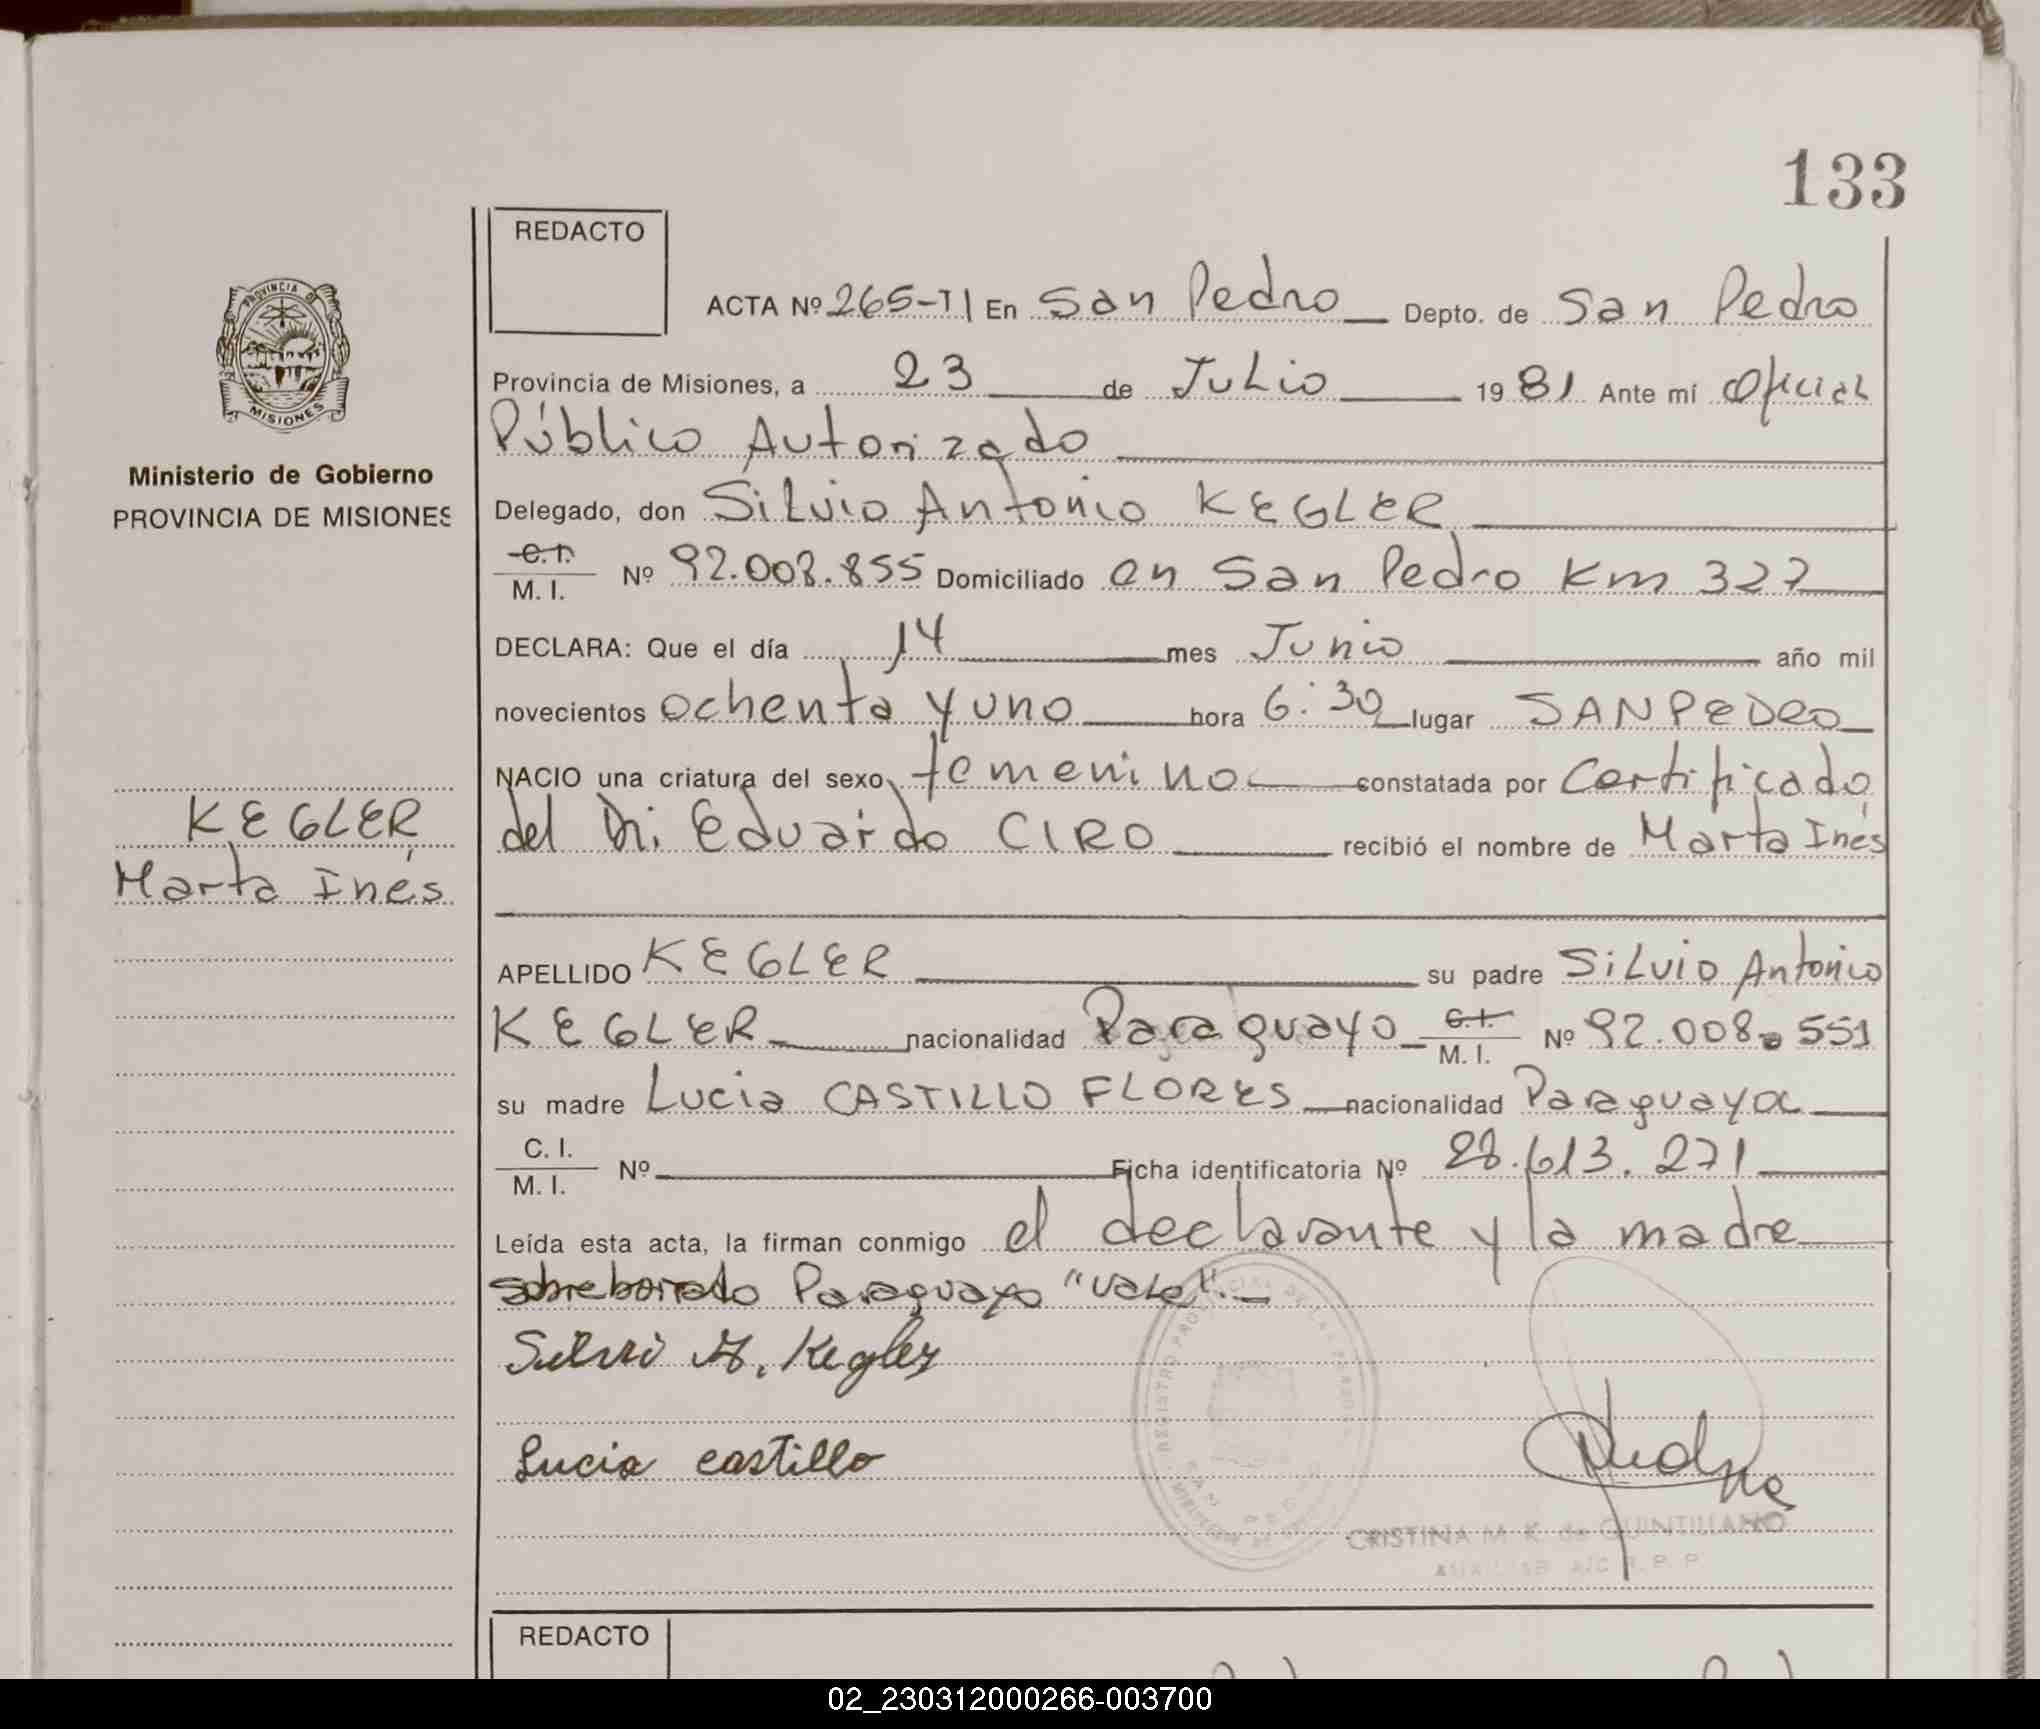 133
REDACTO
PROVINCIA DE
MISIONES
ACTA Nº 265-TI En San Pedro Depto. de San Pedro
Provincia de Misiones, a 23 de Julio 1981 Ante mí Oficial
Público Autorizado
Ministerio de Gobierno
PROVINCIA DE MISIONES
Delegado, don Silvio Antonio KEGLER
C.I.
M. I. Nº 92.008.855 Domiciliado en San Pedro Km 327
DECLARA: Que el día 14 mes Junio año mil
novecientos ochenta y uno hora 6:30 lugar SAN PEDRO
NACIO una criatura del sexo femenino constatada por Certificado
KEGLER
del Dr. Eduardo CIRO recibió el nombre de Marta Inés
Marta Inés
APELLIDO KEGLER su padre Silvio Antonio
KEGLER nacionalidad Paraguayo C.I. M. I. Nº 92.008.551
su madre Lucia CASTILLO FLORES nacionalidad Paraguaya
C. I.
M. I. Nº Ficha identificatoria Nº 28.613.271
Leída esta acta, la firman conmigo el declarante y la madre
sobreborrado Paraguayo "vale".
Silvi A. Kegler
Lucia castillo
CRISTINA M. K. de QUINTILLANO
REDACTO
02_230312000266-003700